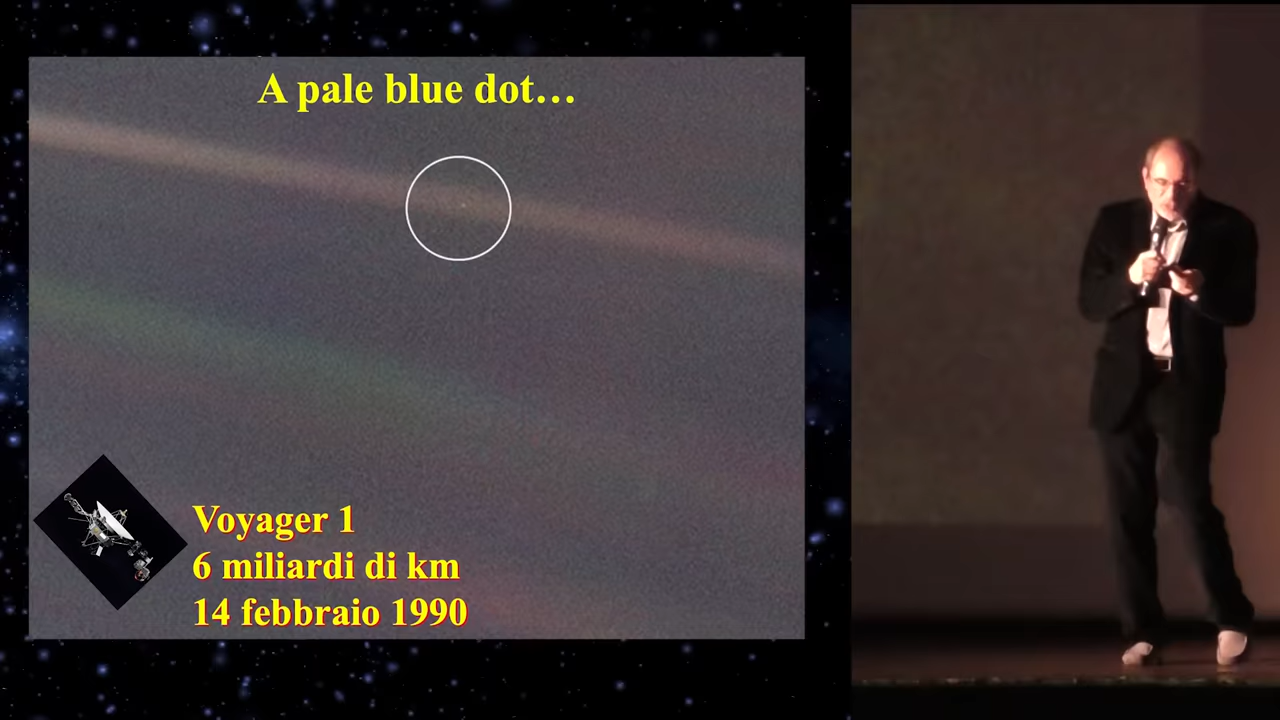 A pale blue dot…
Voyager 1
6 miliardi di km
14 febbraio 1990